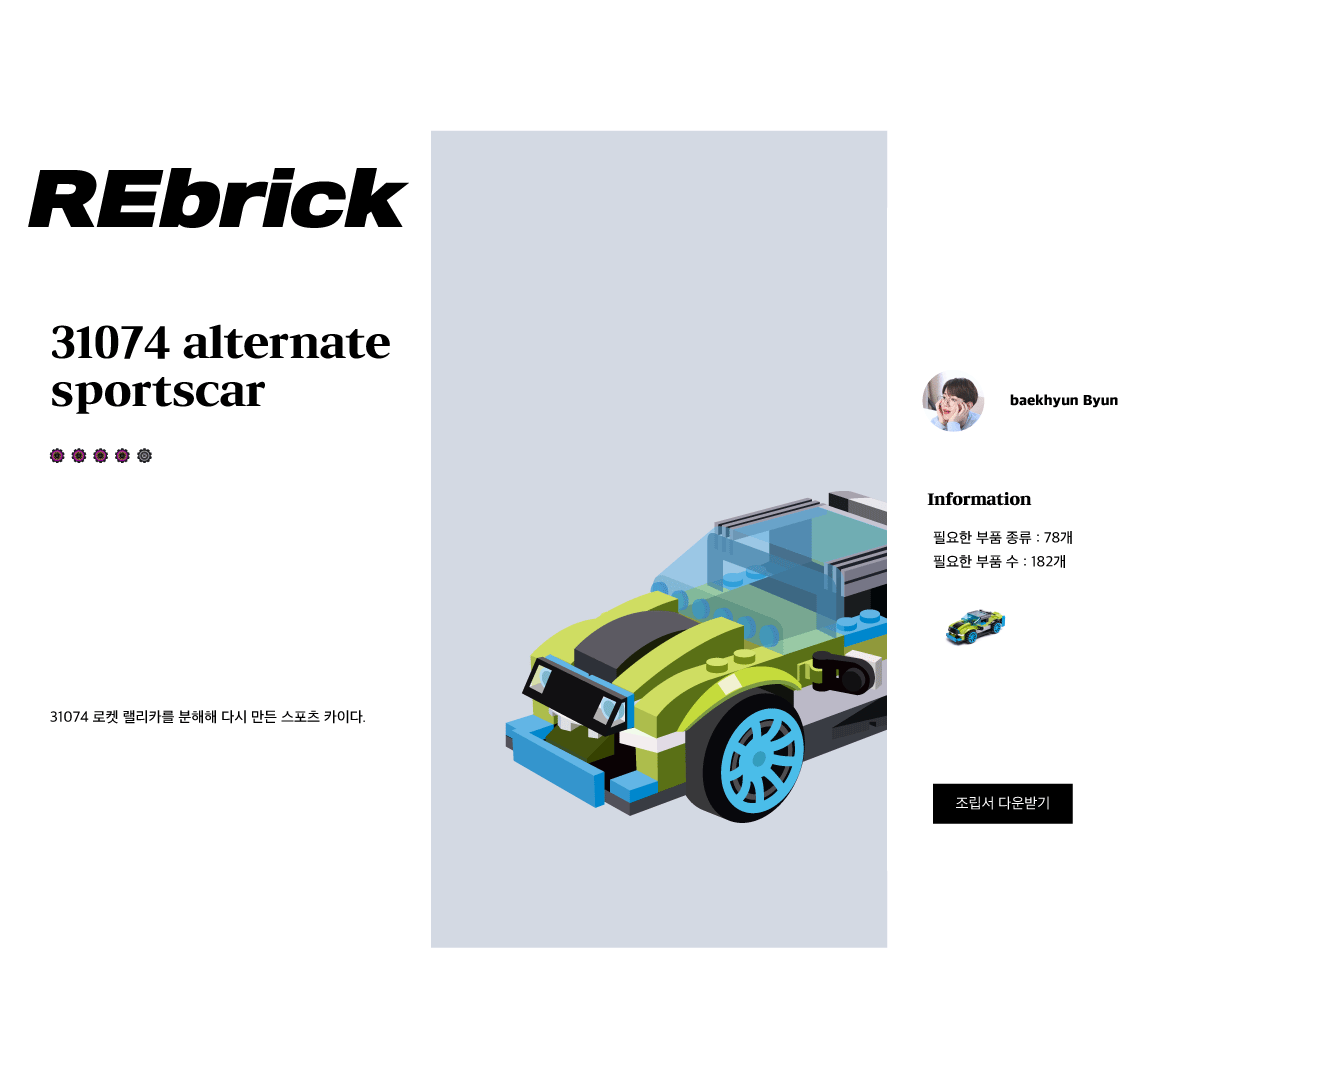 REbrick
31074 alternate
sportscar
31074 로켓 랠리카를 분해해 다시 만든 스포츠 카이다.
baekhyun Byun
Information
필요한 부품 종류 : 78개
필요한 부품 수 : 182개
조립서 다운받기